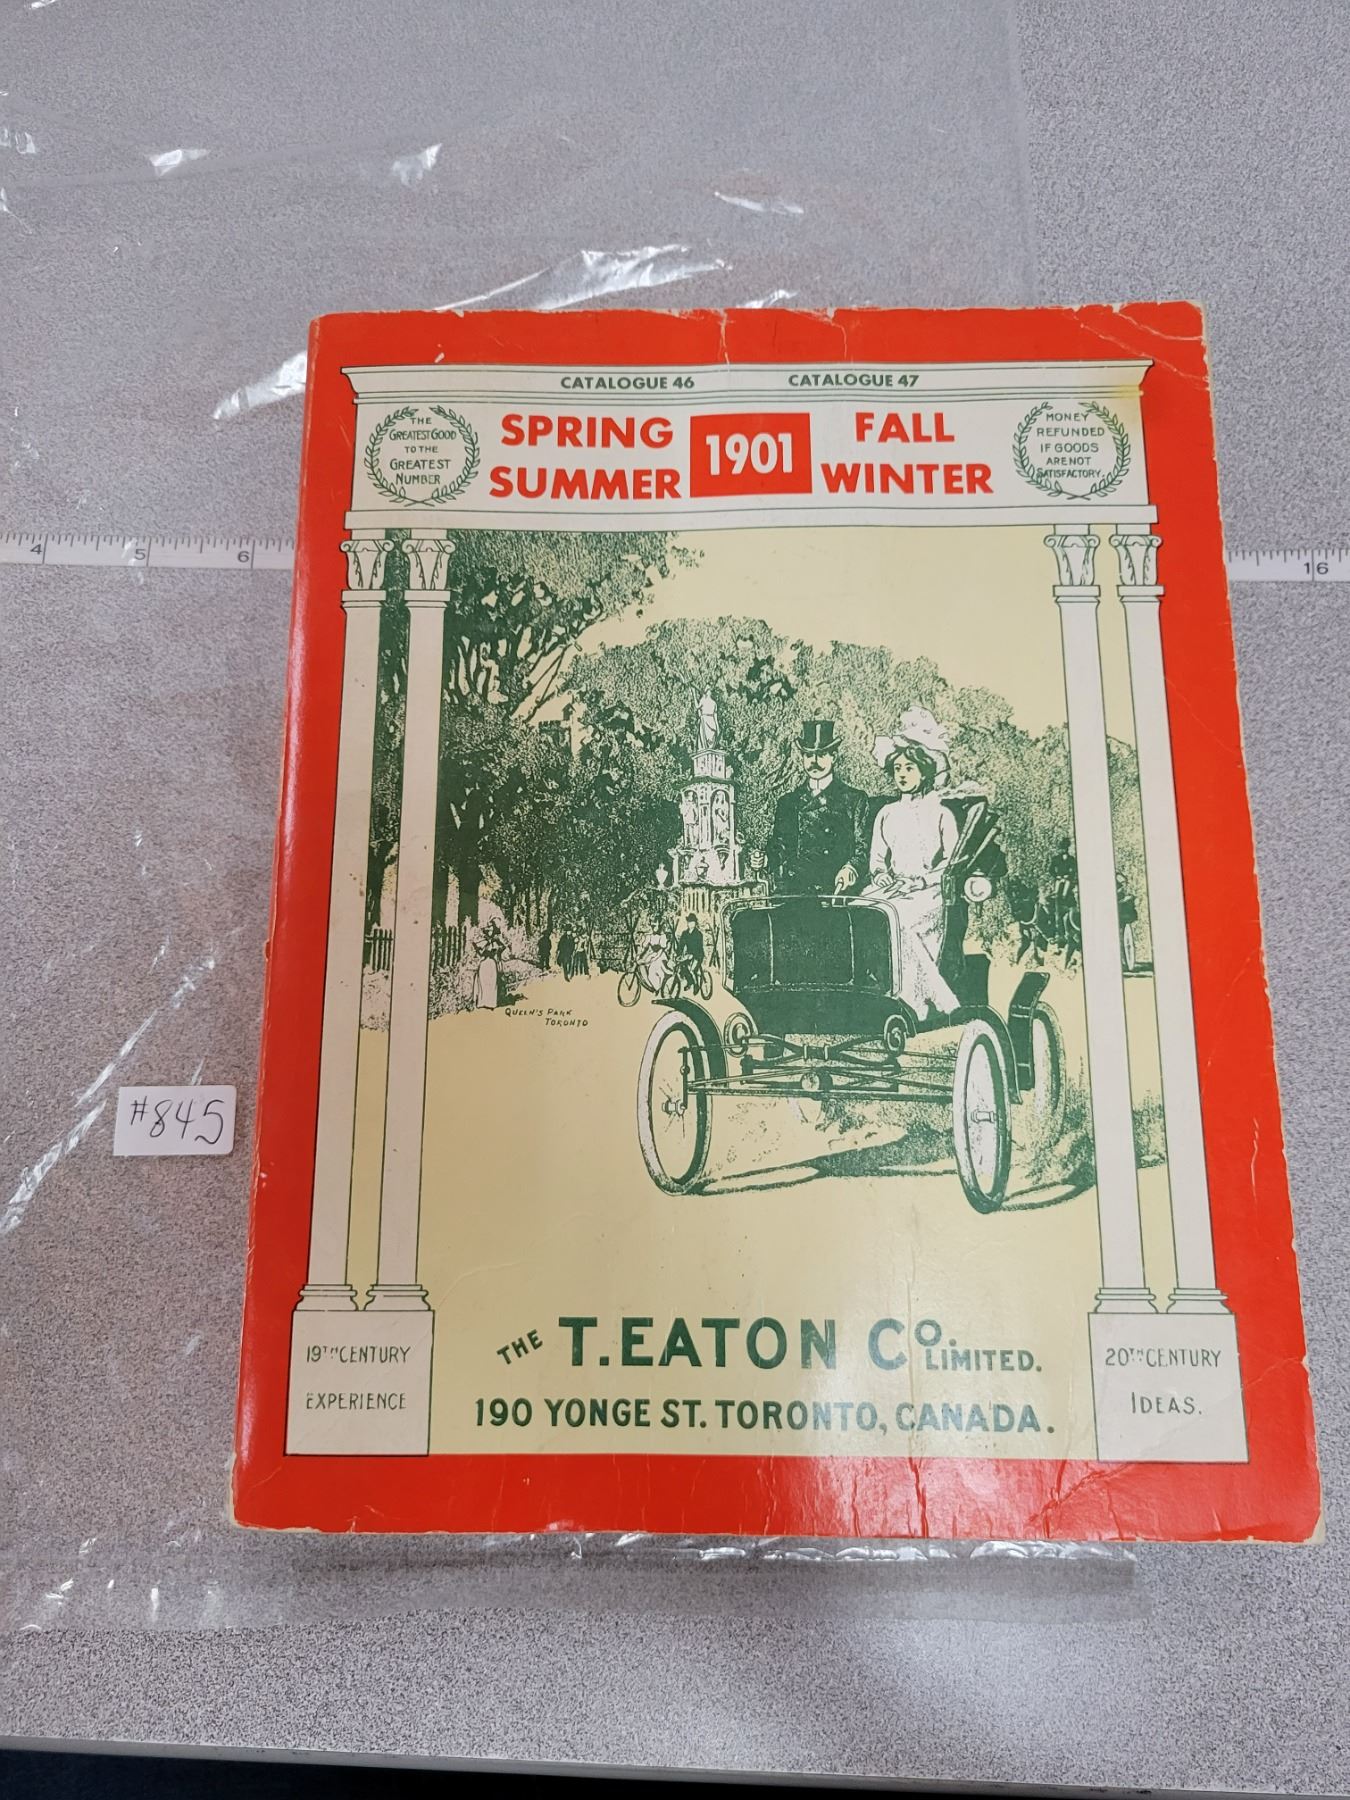 CATALOGUE 46
CATALOGUE 47
THE
GREATEST GOOD
TO THE
GREATEST
NUMBER
SPRING
SUMMER
1901
FALL
WINTER
MONEY
REFUNDED
IF GOODS
ARE NOT
SATISFACTORY.
4 5 6
16
QUEEN'S PARK
TORONTO
#845
THE T. EATON CO. LIMITED.
190 YONGE ST. TORONTO, CANADA.
19TH CENTURY
EXPERIENCE
20TH CENTURY
IDEAS.